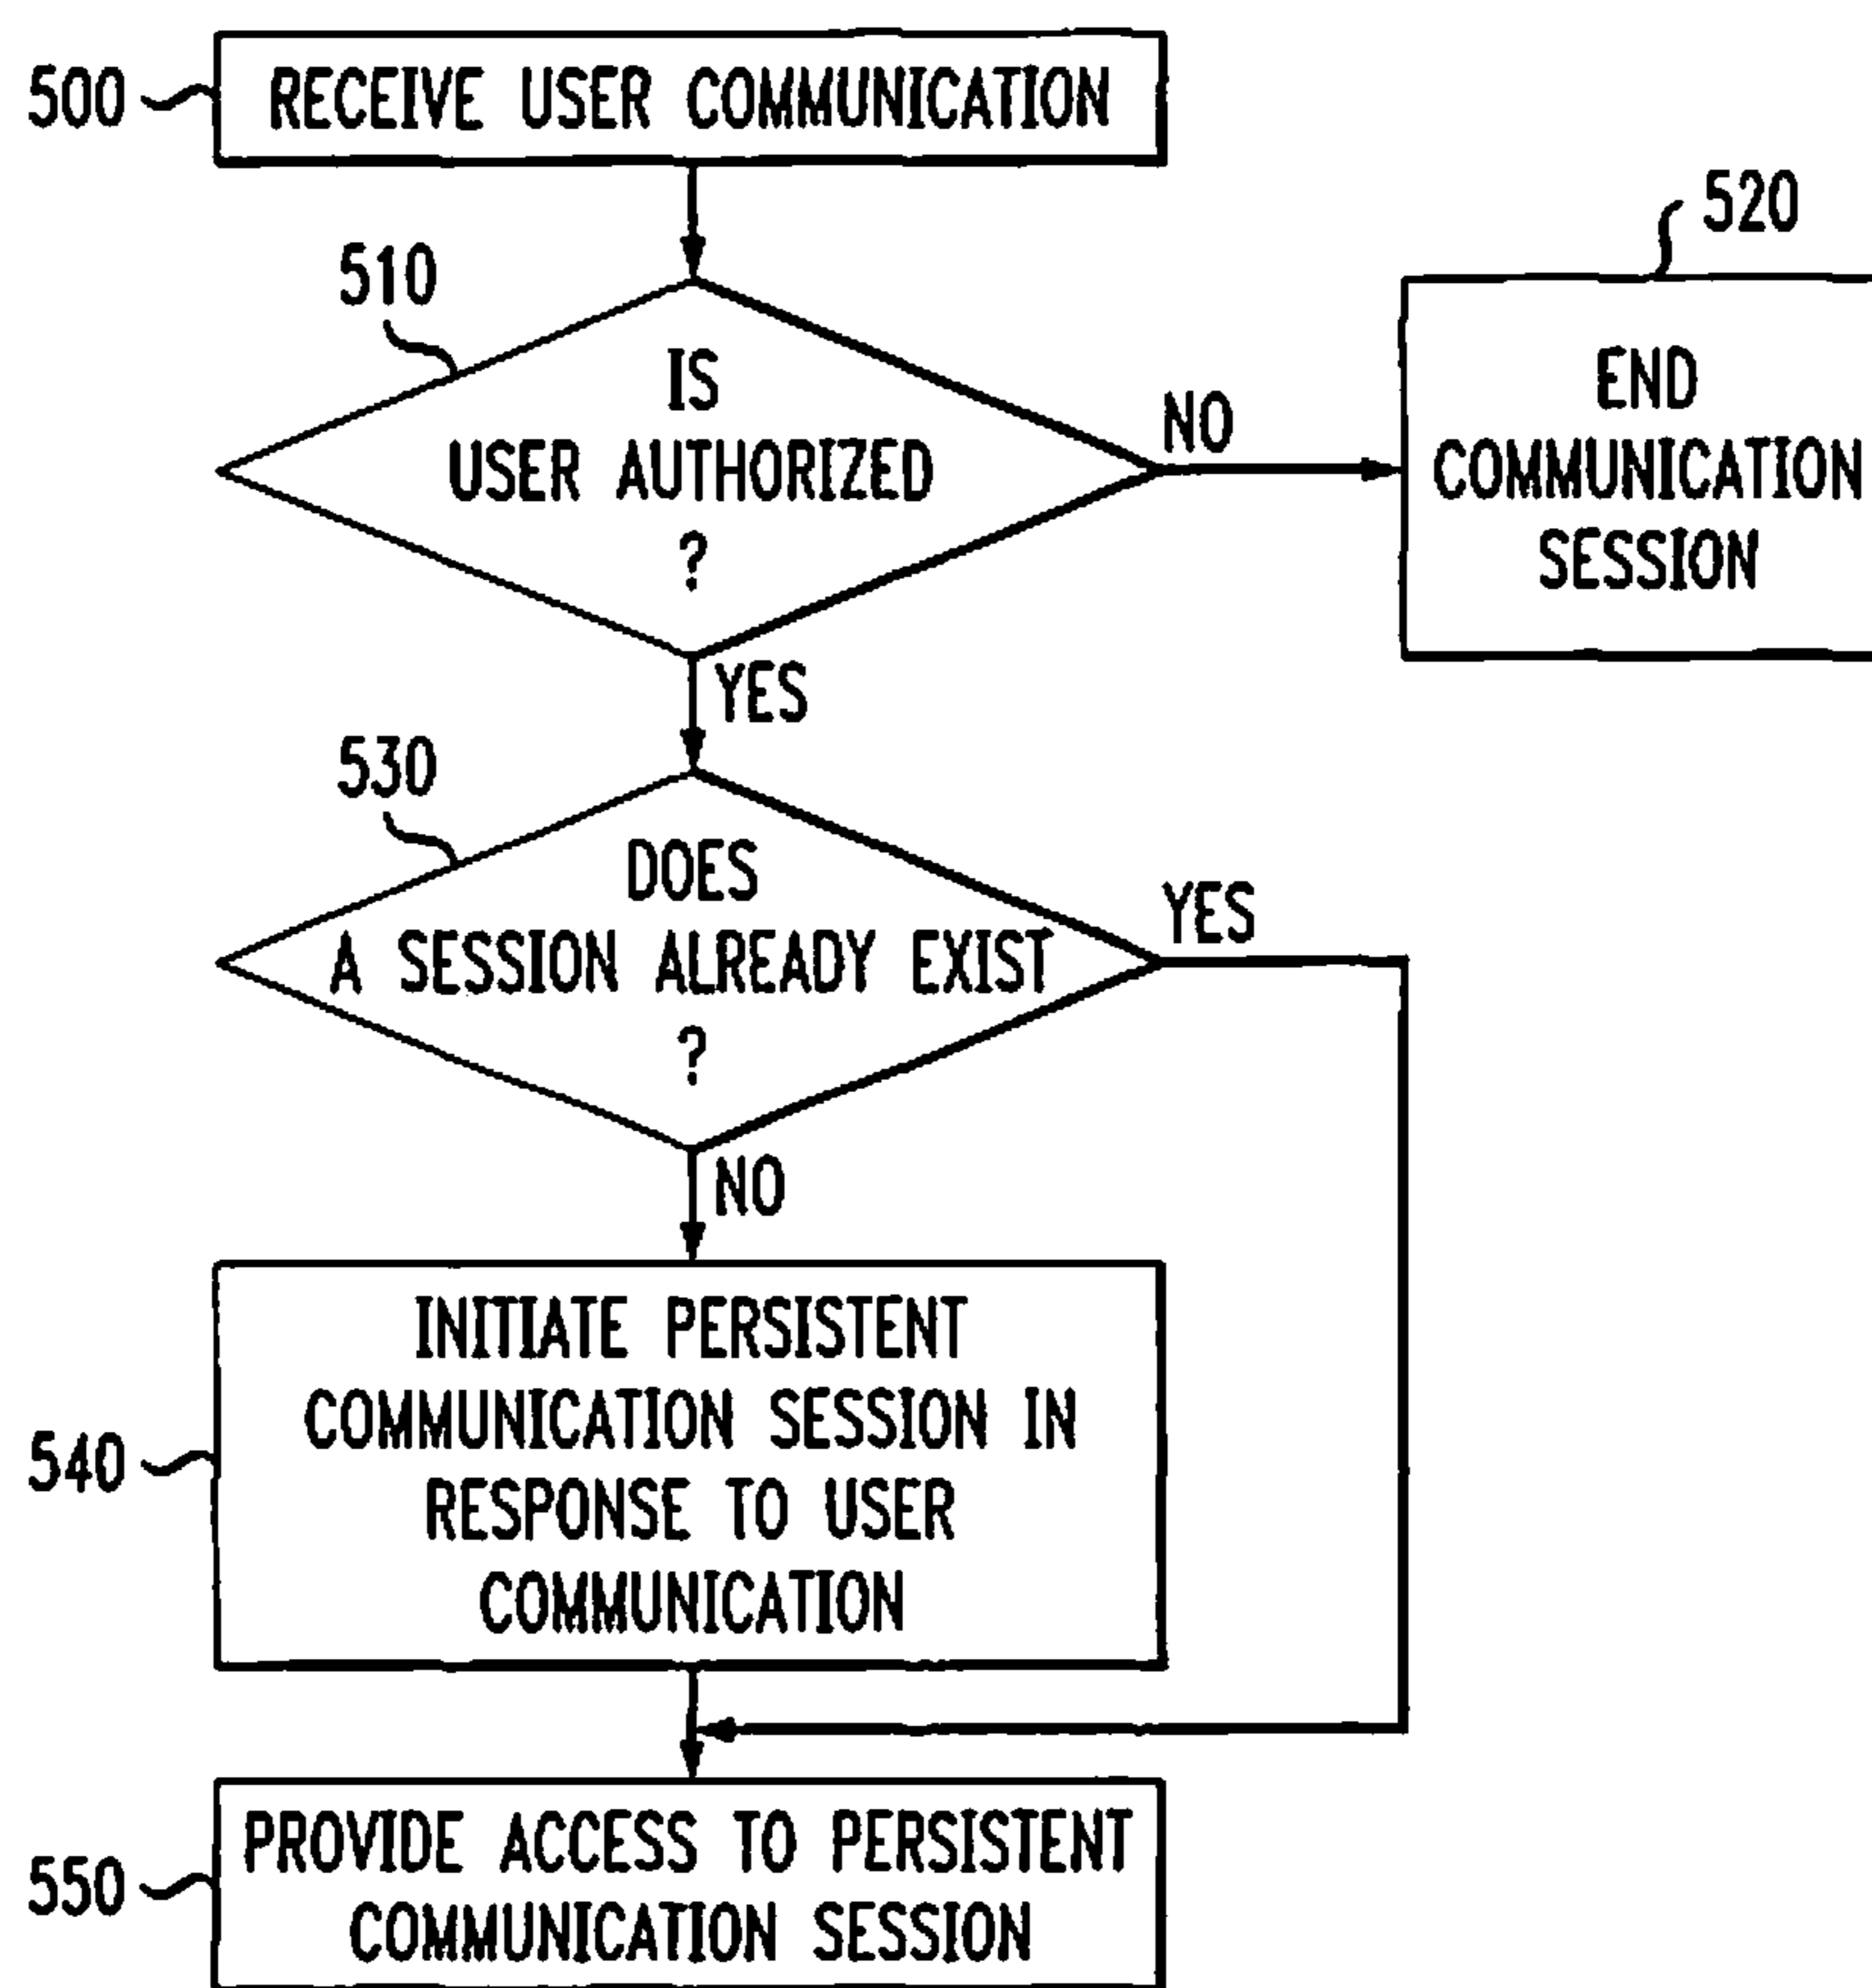 500
RECEIVE USER COMMUNICATION
510
IS
USER AUTHORIZED
?
NO
520
END
COMMUNICATION
SESSION
YES
530
DOES
A SESSION ALREADY EXIST
?
YES
NO
540
INITIATE PERSISTENT
COMMUNICATION SESSION IN
RESPONSE TO USER
COMMUNICATION
550
PROVIDE ACCESS TO PERSISTENT
COMMUNICATION SESSION